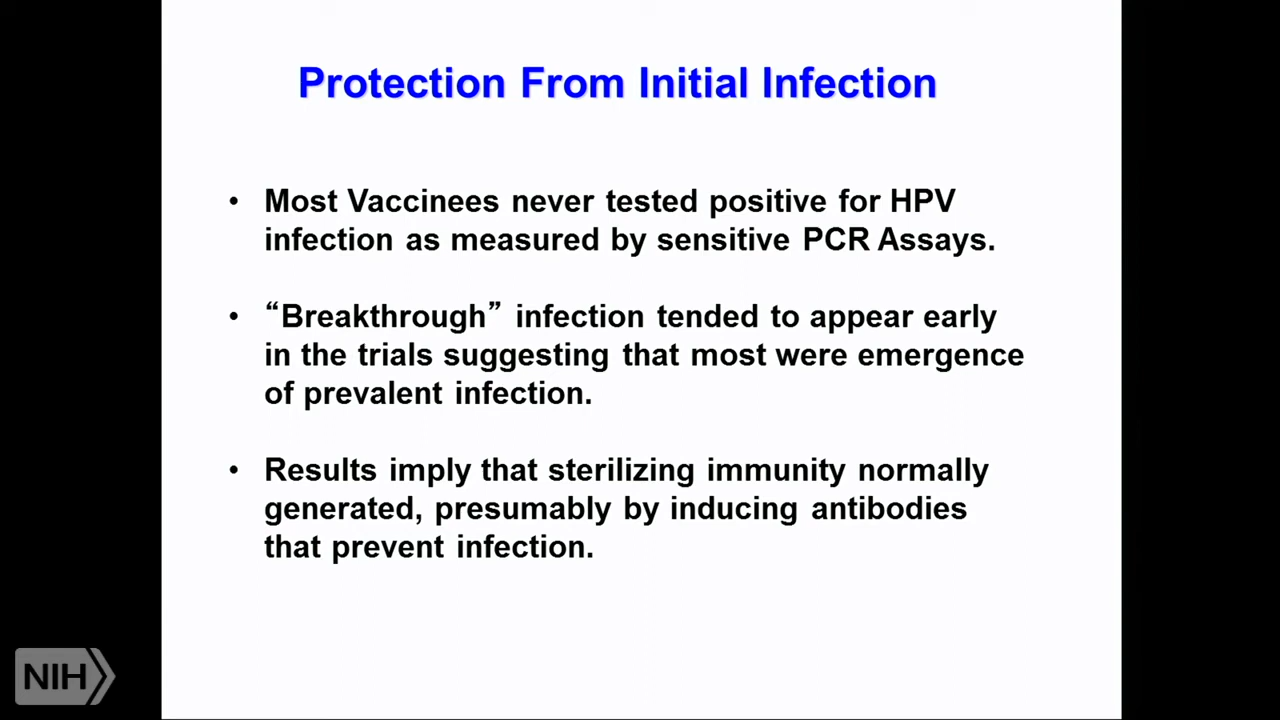 Protection From Initial Infection
• Most Vaccinees never tested positive for HPV
infection as measured by sensitive PCR Assays.
• “Breakthrough” infection tended to appear early
in the trials suggesting that most were emergence
of prevalent infection.
• Results imply that sterilizing immunity normally
generated, presumably by inducing antibodies
that prevent infection.
NIH